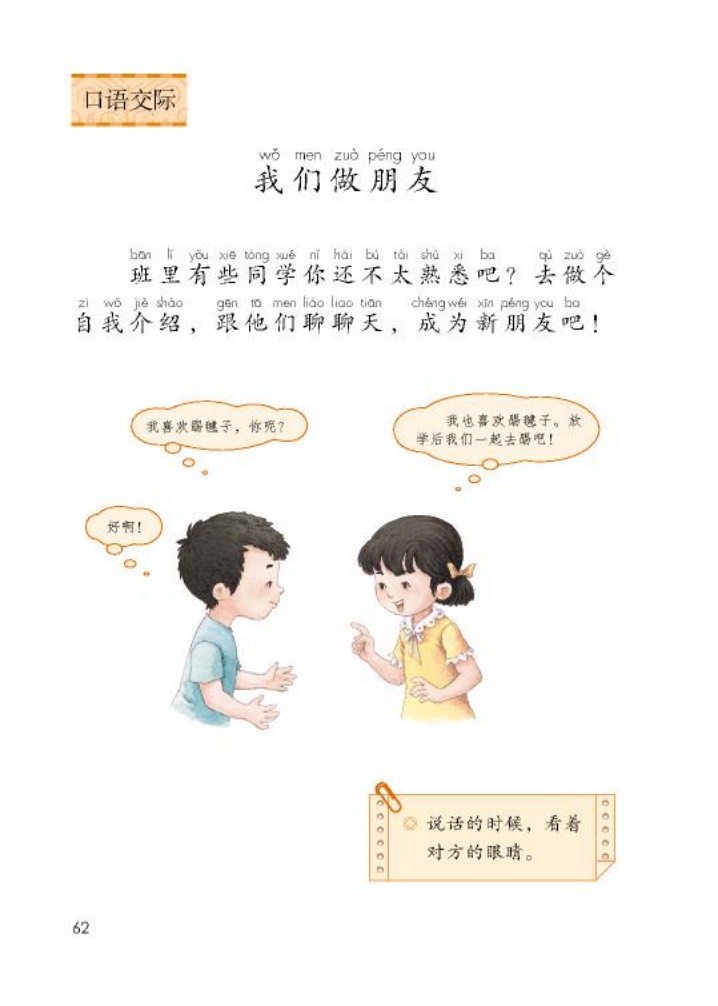 口语交际
wǒ men zuò péng you
我们做朋友
bān lǐ yǒu xiē tóng xué nǐ hái bú tài shú xi ba qù zuò gè
班里有些同学你还不太熟悉吧？去做个
zì wǒ jiè shào gēn tā men liáo liao tiān chéng wéi xīn péng you ba
自我介绍，跟他们聊聊天，成为新朋友吧！
我喜欢踢毽子，你呢？
我也喜欢踢毽子。放
学后我们一起去踢吧！
好啊！
说话的时候，看着
对方的眼睛。
62